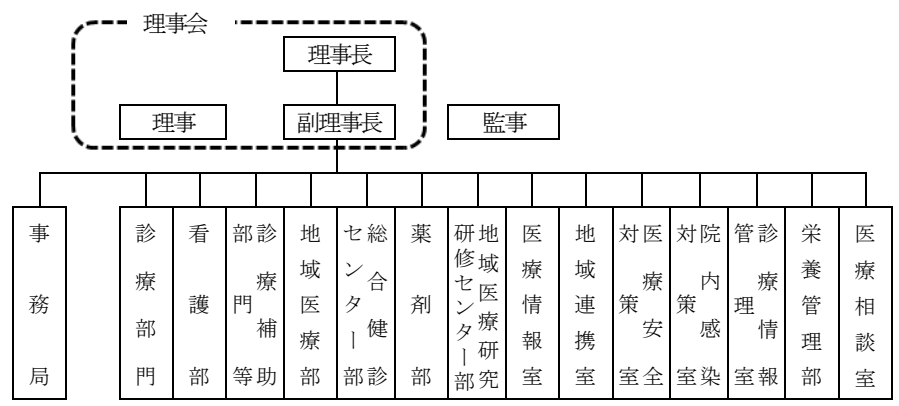 理事会
理事長
理事
副理事長
監事
事務局
診療部門
看護部
診療補助
部門等
地域医療部
総合健診
センター部
薬剤部
地域医療研究
研修センター部
医療情報室
地域連携室
医療安全
対策室
院内感染
対策室
診療情報
管理室
栄養管理部
医療相談室